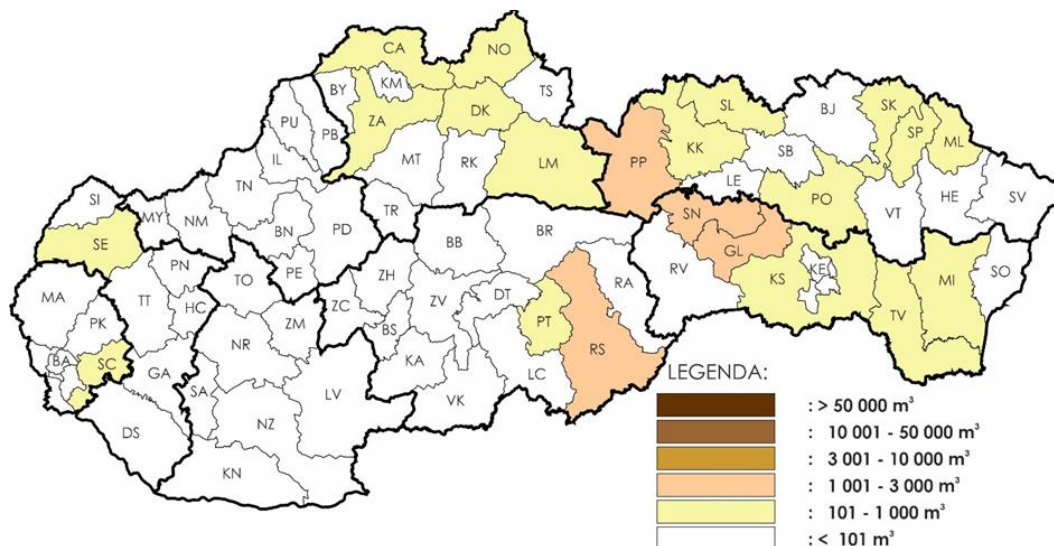 CA
NO
BY
KM
TS
ZA
DK
PU
PB
IL
MT
RK
LM
PP
KK
SL
BJ
SK
SP
ML
SB
LE
PO
VT
HE
SV
SI
MY
NM
TN
BN
PD
TR
SE
PN
PE
TO
BB
BR
SN
GL
RV
KS
KE
MI
SO
TV
MA
PK
TT
HC
ZM
ZH
ZC
BS
ZV
DT
RA
PT
RS
BA
SC
GA
NR
SA
KA
LC
LV
VK
DS
NZ
KN
LEGENDA:
: > 50 000 m³
: 10 001 - 50 000 m³
: 3 001 - 10 000 m³
: 1 001 - 3 000 m³
: 101 - 1 000 m³
: < 101 m³